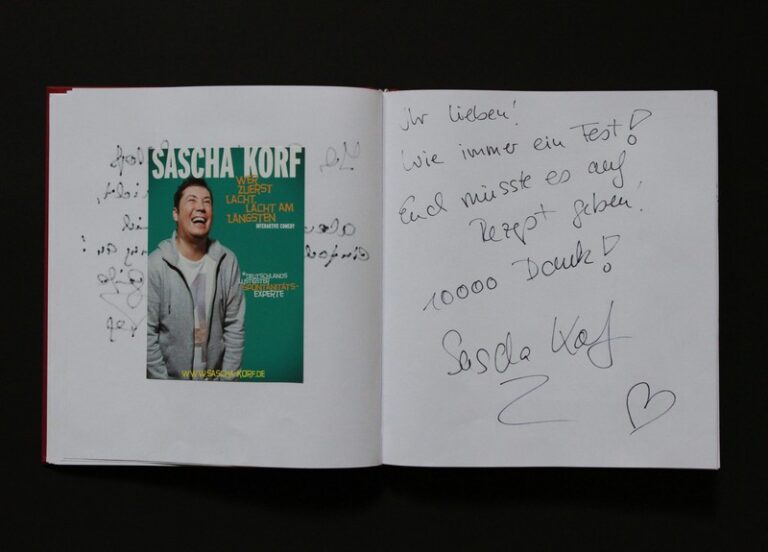 SASCHA KORF
WER
ZUERST
LACHT,
LACHT AM
LÄNGSTEN
INTERAKTIVE COMEDY
*DEUTSCHLANDS
LUSTIGSTER
SPONTANITÄTS-
EXPERTE
WWW.SASCHA-KORF.DE
Ihr Lieben!
Wie immer ein Fest!
Euch müsste es auf
Rezept geben!
10000 Dank!
Sascha Korf